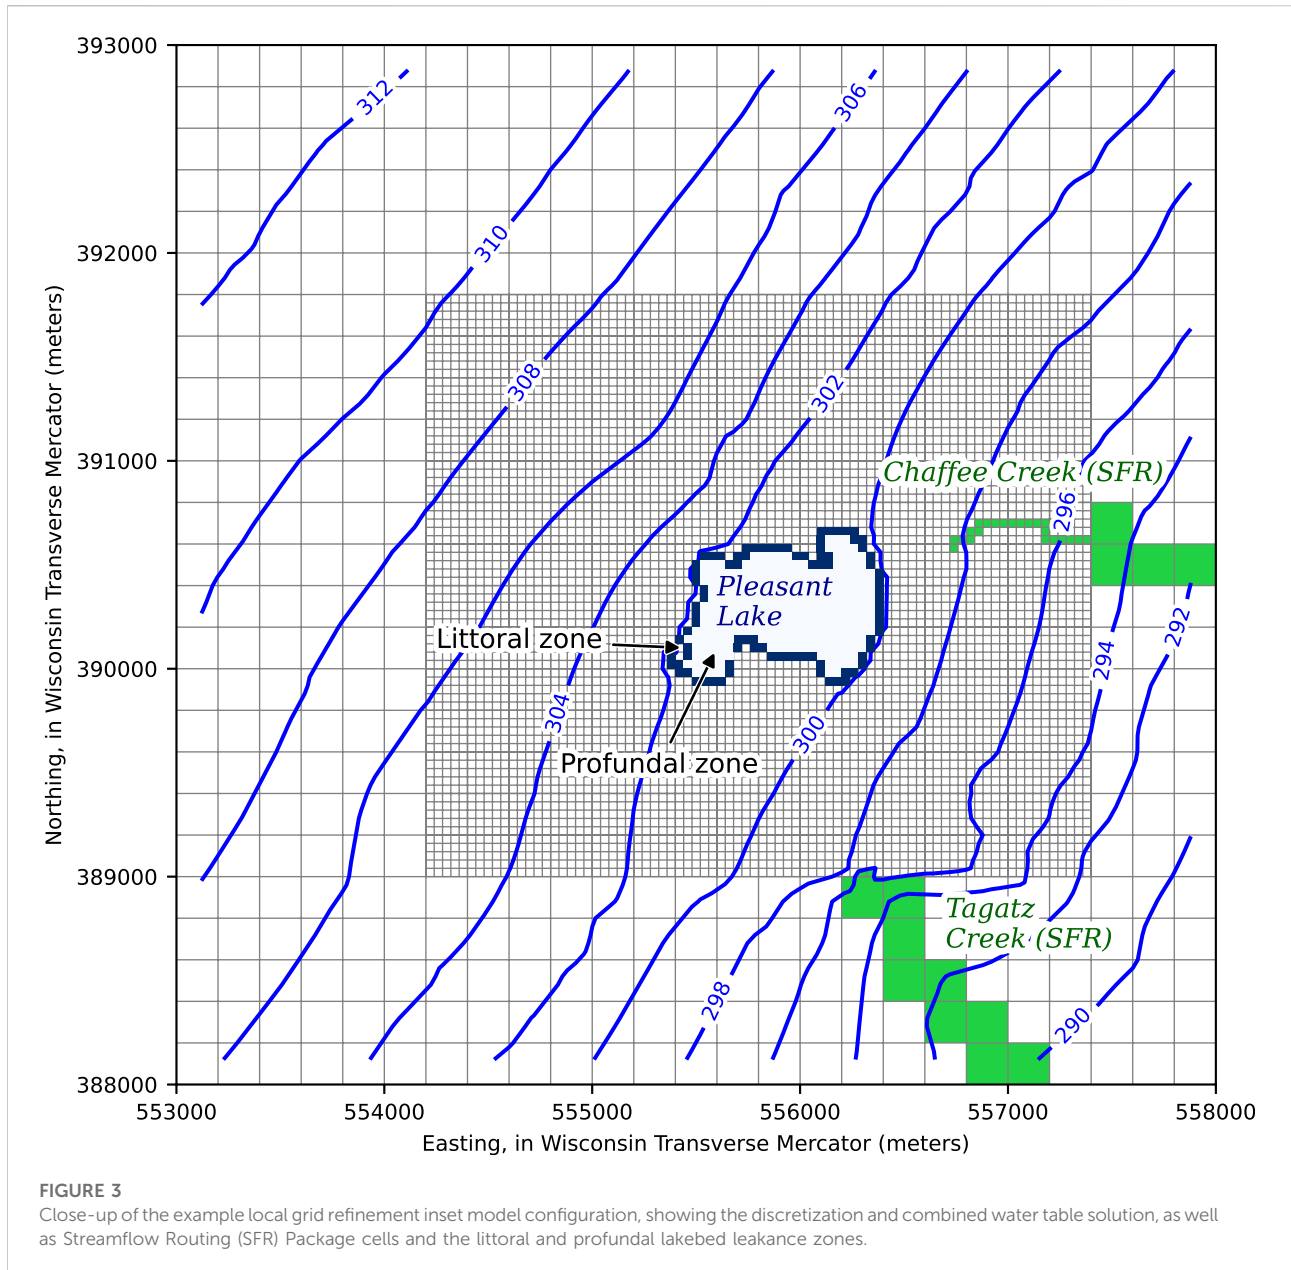 393000
392000
391000
390000
389000
388000
Northing, in Wisconsin Transverse Mercator (meters)
312
306
310
308
302
Chaffee Creek (SFR)
296
Pleasant
Lake
292
Littoral zone
294
304
300
Profundal zone
Tagatz
Creek (SFR)
298
290
553000
554000
555000
556000
557000
558000
Easting, in Wisconsin Transverse Mercator (meters)
FIGURE 3
Close-up of the example local grid refinement inset model configuration, showing the discretization and combined water table solution, as well
as Streamflow Routing (SFR) Package cells and the littoral and profundal lakebed leakance zones.